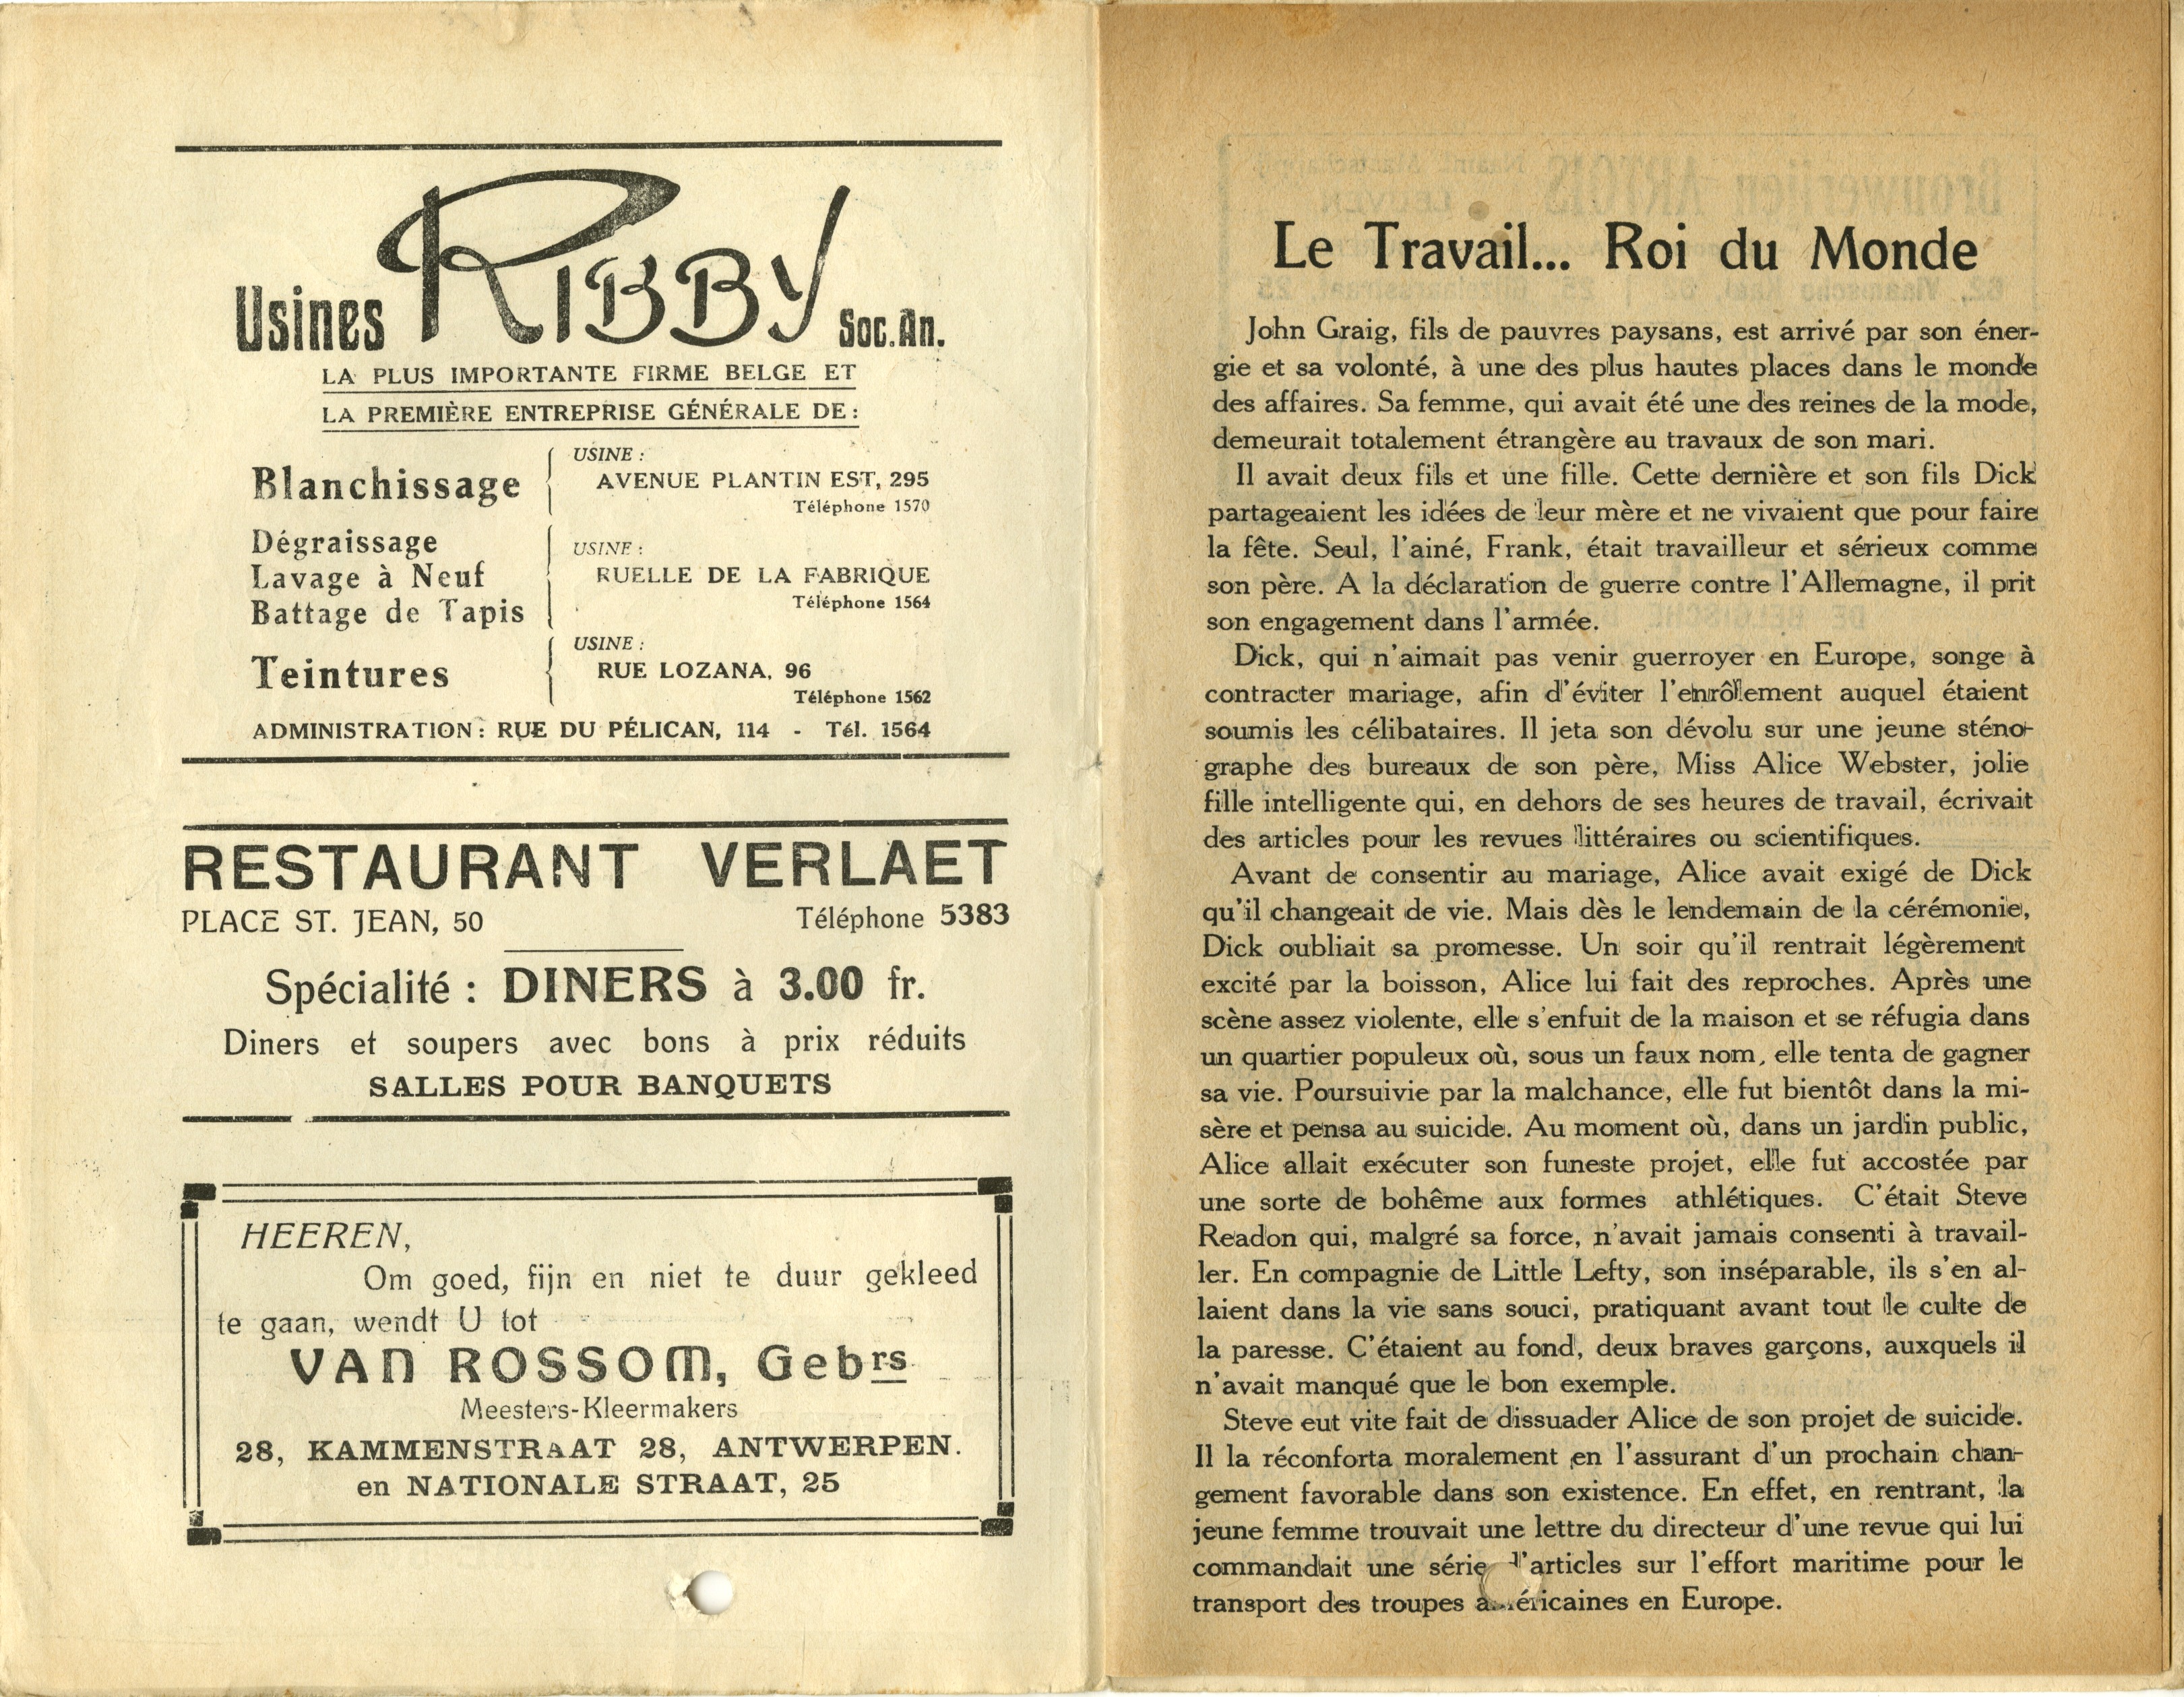 Usines RIBBY Soc. An.
LA PLUS IMPORTANTE FIRME BELGE ET
LA PREMIÈRE ENTREPRISE GÉNÉRALE DE :
Blanchissage
USINE :
AVENUE PLANTIN EST, 295
Téléphone 1570
Dégraissage
Lavage à Neuf
Battage de Tapis
USINE :
RUELLE DE LA FABRIQUE
Téléphone 1564
Teintures
USINE :
RUE LOZANA, 96
Téléphone 1562
ADMINISTRATION : RUE DU PÉLICAN, 114 - Tél. 1564
RESTAURANT VERLAET
PLACE ST. JEAN, 50 Téléphone 5383
Spécialité : DINERS à 3.00 fr.
Diners et soupers avec bons à prix réduits
SALLES POUR BANQUETS
HEEREN,
Om goed, fijn en niet te duur gekleed
te gaan, wendt U tot
VAN ROSSOM, Gebrs.
Meesters-Kleermakers
28, KAMMENSTRAAT 28, ANTWERPEN.
en NATIONALE STRAAT, 25
Le Travail... Roi du Monde
John Graig, fils de pauvres paysans, est arrivé par son éner-
gie et sa volonté, à une des plus hautes places dans le monde
des affaires. Sa femme, qui avait été une des reines de la mode,
demeurait totalement étrangère au travaux de son mari.
Il avait deux fils et une fille. Cette dernière et son fils Dick
partageaient les idées de leur mère et ne vivaient que pour faire
la fête. Seul, l'ainé, Frank, était travailleur et sérieux comme
son père. A la déclaration de guerre contre l'Allemagne, il prit
son engagement dans l'armée.
Dick, qui n'aimait pas venir guerroyer en Europe, songe à
contracter mariage, afin d'éviter l'enrôlement auquel étaient
soumis les célibataires. Il jeta son dévolu sur une jeune sténo-
graphe des bureaux de son père, Miss Alice Webster, jolie
fille intelligente qui, en dehors de ses heures de travail, écrivait
des articles pour les revues littéraires ou scientifiques.
Avant de consentir au mariage, Alice avait exigé de Dick
qu'il changeait de vie. Mais dès le lendemain de la cérémonie,
Dick oubliait sa promesse. Un soir qu'il rentrait légèrement
excité par la boisson, Alice lui fait des reproches. Après une
scène assez violente, elle s'enfuit de la maison et se réfugia dans
un quartier populeux où, sous un faux nom, elle tenta de gagner
sa vie. Poursuivie par la malchance, elle fut bientôt dans la mi-
sère et pensa au suicide. Au moment où, dans un jardin public,
Alice allait exécuter son funeste projet, elle fut accostée par
une sorte de bohême aux formes athlétiques. C'était Steve
Readon qui, malgré sa force, n'avait jamais consenti à travail-
ler. En compagnie de Little Lefty, son inséparable, ils s'en al-
laient dans la vie sans souci, pratiquant avant tout le culte de
la paresse. C'étaient au fond, deux braves garçons, auxquels il
n'avait manqué que le bon exemple.
Steve eut vite fait de dissuader Alice de son projet de suicide.
Il la réconforta moralement en l'assurant d'un prochain chan-
gement favorable dans son existence. En effet, en rentrant, la
jeune femme trouvait une lettre du directeur d'une revue qui lui
commandait une série d'articles sur l'effort maritime pour le
transport des troupes américaines en Europe.